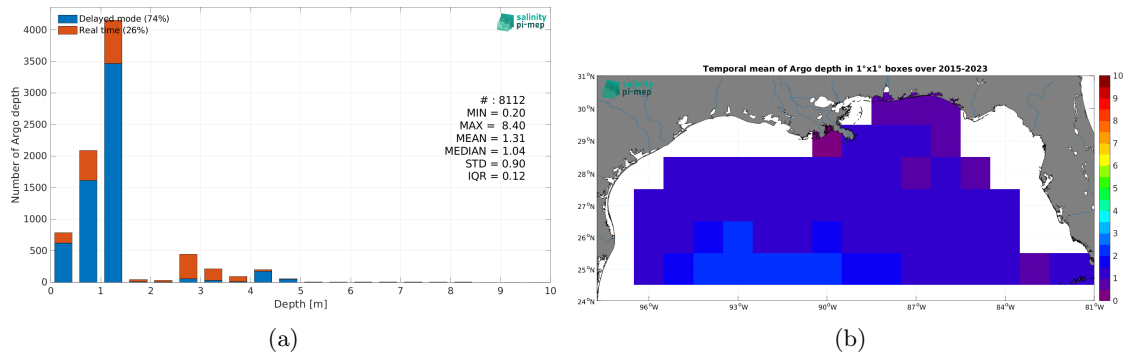 Delayed mode (74%)
Real time (26%)
salinity
pi-mep
Number of Argo depth
4000
3500
3000
2500
2000
1500
1000
500
0
# : 8112
MIN = 0.20
MAX = 8.40
MEAN = 1.31
MEDIAN = 1.04
STD = 0.90
IQR = 0.12
0 1 2 3 4 5 6 7 8 9 10
Depth [m]
(a)
Temporal mean of Argo depth in 1°x1° boxes over 2015-2023
salinity
pi-mep
31°N
30°N
29°N
28°N
27°N
26°N
25°N
24°N
96°W 93°W 90°W 87°W 84°W 81°W
10
9
8
7
6
5
4
3
2
1
0
(b)